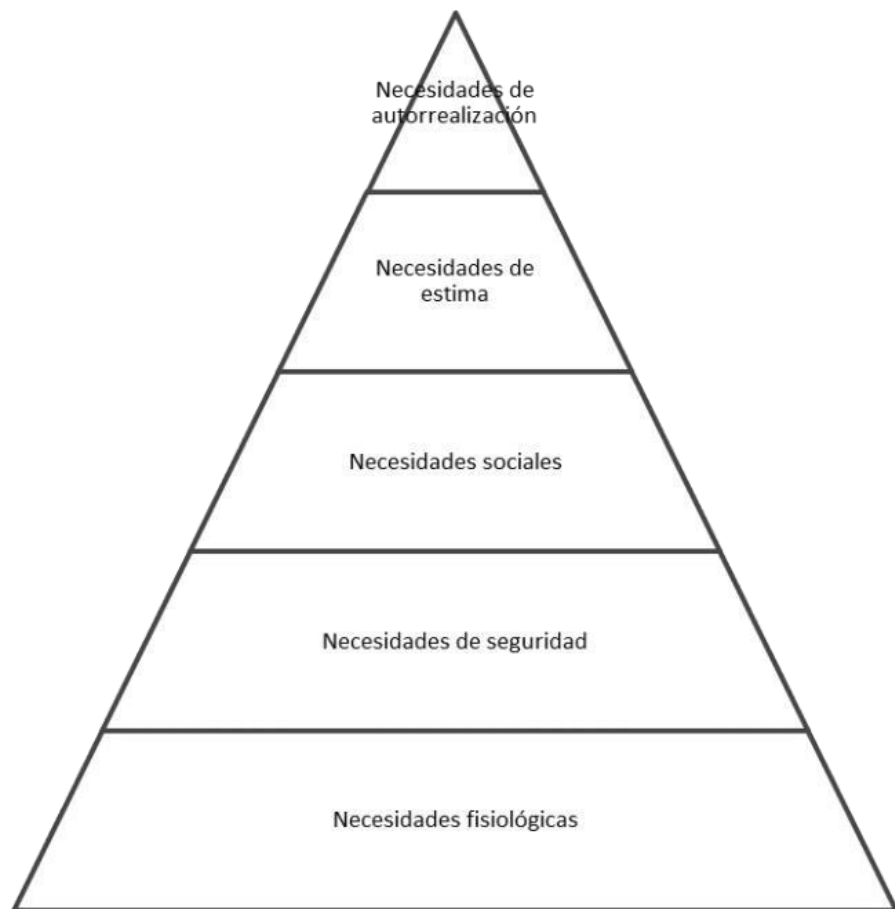 Necesidades de
autorrealización
Necesidades de
estima
Necesidades sociales
Necesidades de seguridad
Necesidades fisiológicas